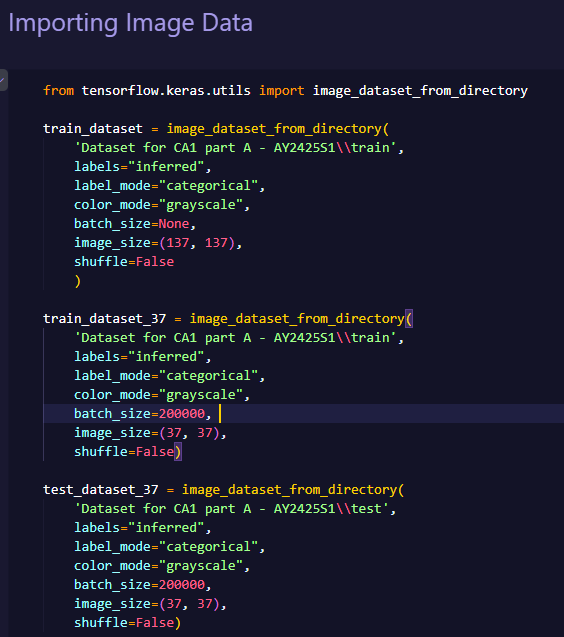 Importing Image Data
from tensorflow.keras.utils import image_dataset_from_directory
train_dataset = image_dataset_from_directory(
'Dataset for CA1 part A - AY2425S1\\train',
labels="inferred",
label_mode="categorical",
color_mode="grayscale",
batch_size=None,
image_size=(137, 137),
shuffle=False
)
train_dataset_37 = image_dataset_from_directory(
'Dataset for CA1 part A - AY2425S1\\train',
labels="inferred",
label_mode="categorical",
color_mode="grayscale",
batch_size=200000,
image_size=(37, 37),
shuffle=False)
test_dataset_37 = image_dataset_from_directory(
'Dataset for CA1 part A - AY2425S1\\test',
labels="inferred",
label_mode="categorical",
color_mode="grayscale",
batch_size=200000,
image_size=(37, 37),
shuffle=False)